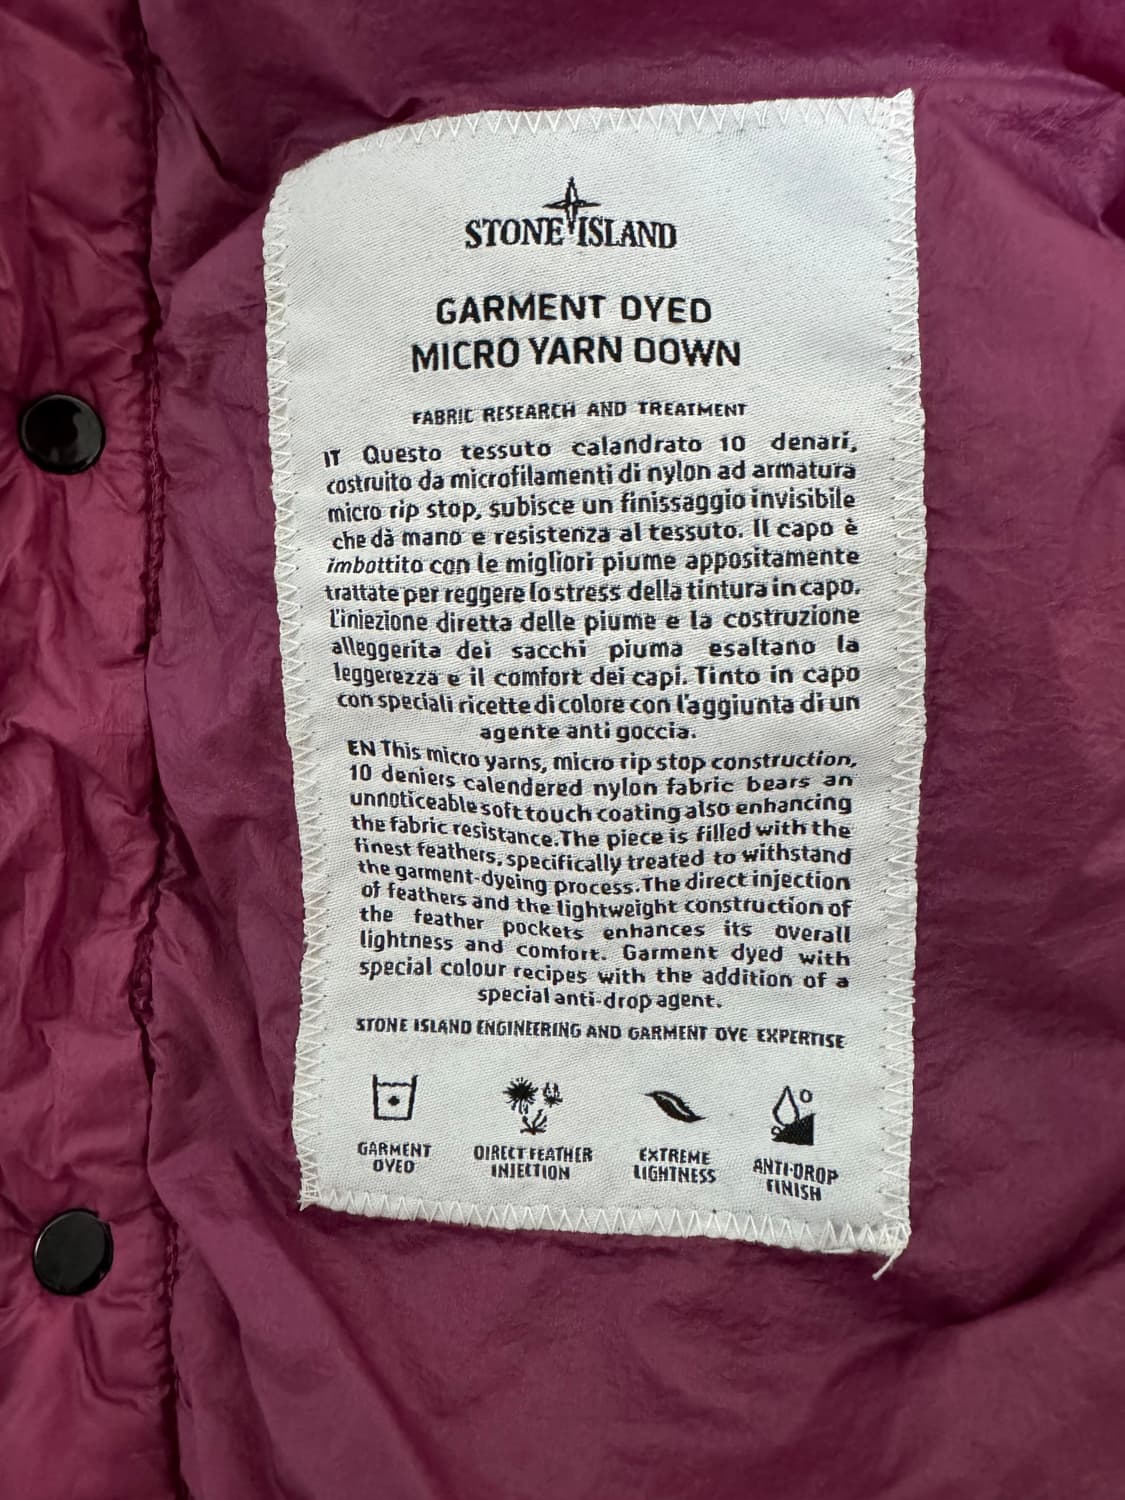 STONE ISLAND
GARMENT DYED
MICRO YARN DOWN
FABRIC RESEARCH AND TREATMENT
IT Questo tessuto calandrato 10 denari,
costruito da microfilamenti di nylon ad armatura
micro rip stop, subisce un finissaggio invisibile
che dà mano e resistenza al tessuto. Il capo è
imbottito con le migliori piume appositamente
trattate per reggere lo stress della tintura in capo.
L'iniezione diretta delle piume e la costruzione
alleggerita dei sacchi piuma esaltano la
leggerezza e il comfort dei capi. Tinto in capo
con speciali ricette di colore con l'aggiunta di un
agente anti goccia.
EN This micro yarns, micro rip stop construction,
10 deniers calendered nylon fabric bears an
unnoticeable soft touch coating also enhancing
the fabric resistance. The piece is filled with the
finest feathers, specifically treated to withstand
the garment-dyeing process. The direct injection
of feathers and the lightweight construction of
the feather pockets enhances its overall
lightness and comfort. Garment dyed with
special colour recipes with the addition of a
special anti-drop agent.
STONE ISLAND ENGINEERING AND GARMENT DYE EXPERTISE
GARMENT
DYED
DIRECT FEATHER
INJECTION
EXTREME
LIGHTNESS
ANTI-DROP
FINISH